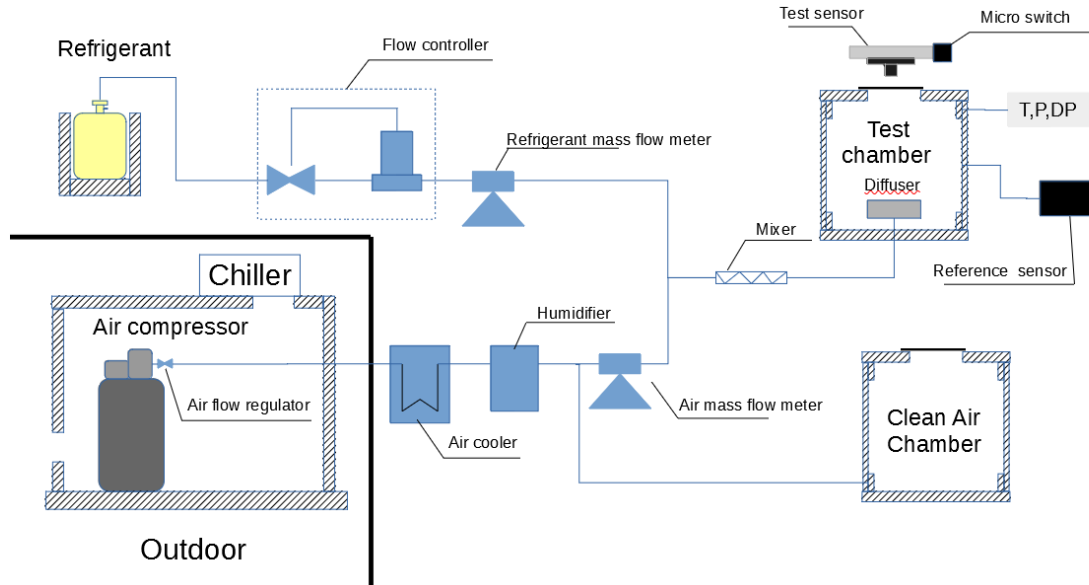 Test sensor
Micro switch
Refrigerant
Flow controller
T,P,DP
Test
chamber
Refrigerant mass flow meter
Diffuser
Mixer
Reference sensor
Chiller
Air compressor
Humidifier
Air flow regulator
Air mass flow meter
Clean Air
Chamber
Air cooler
Outdoor